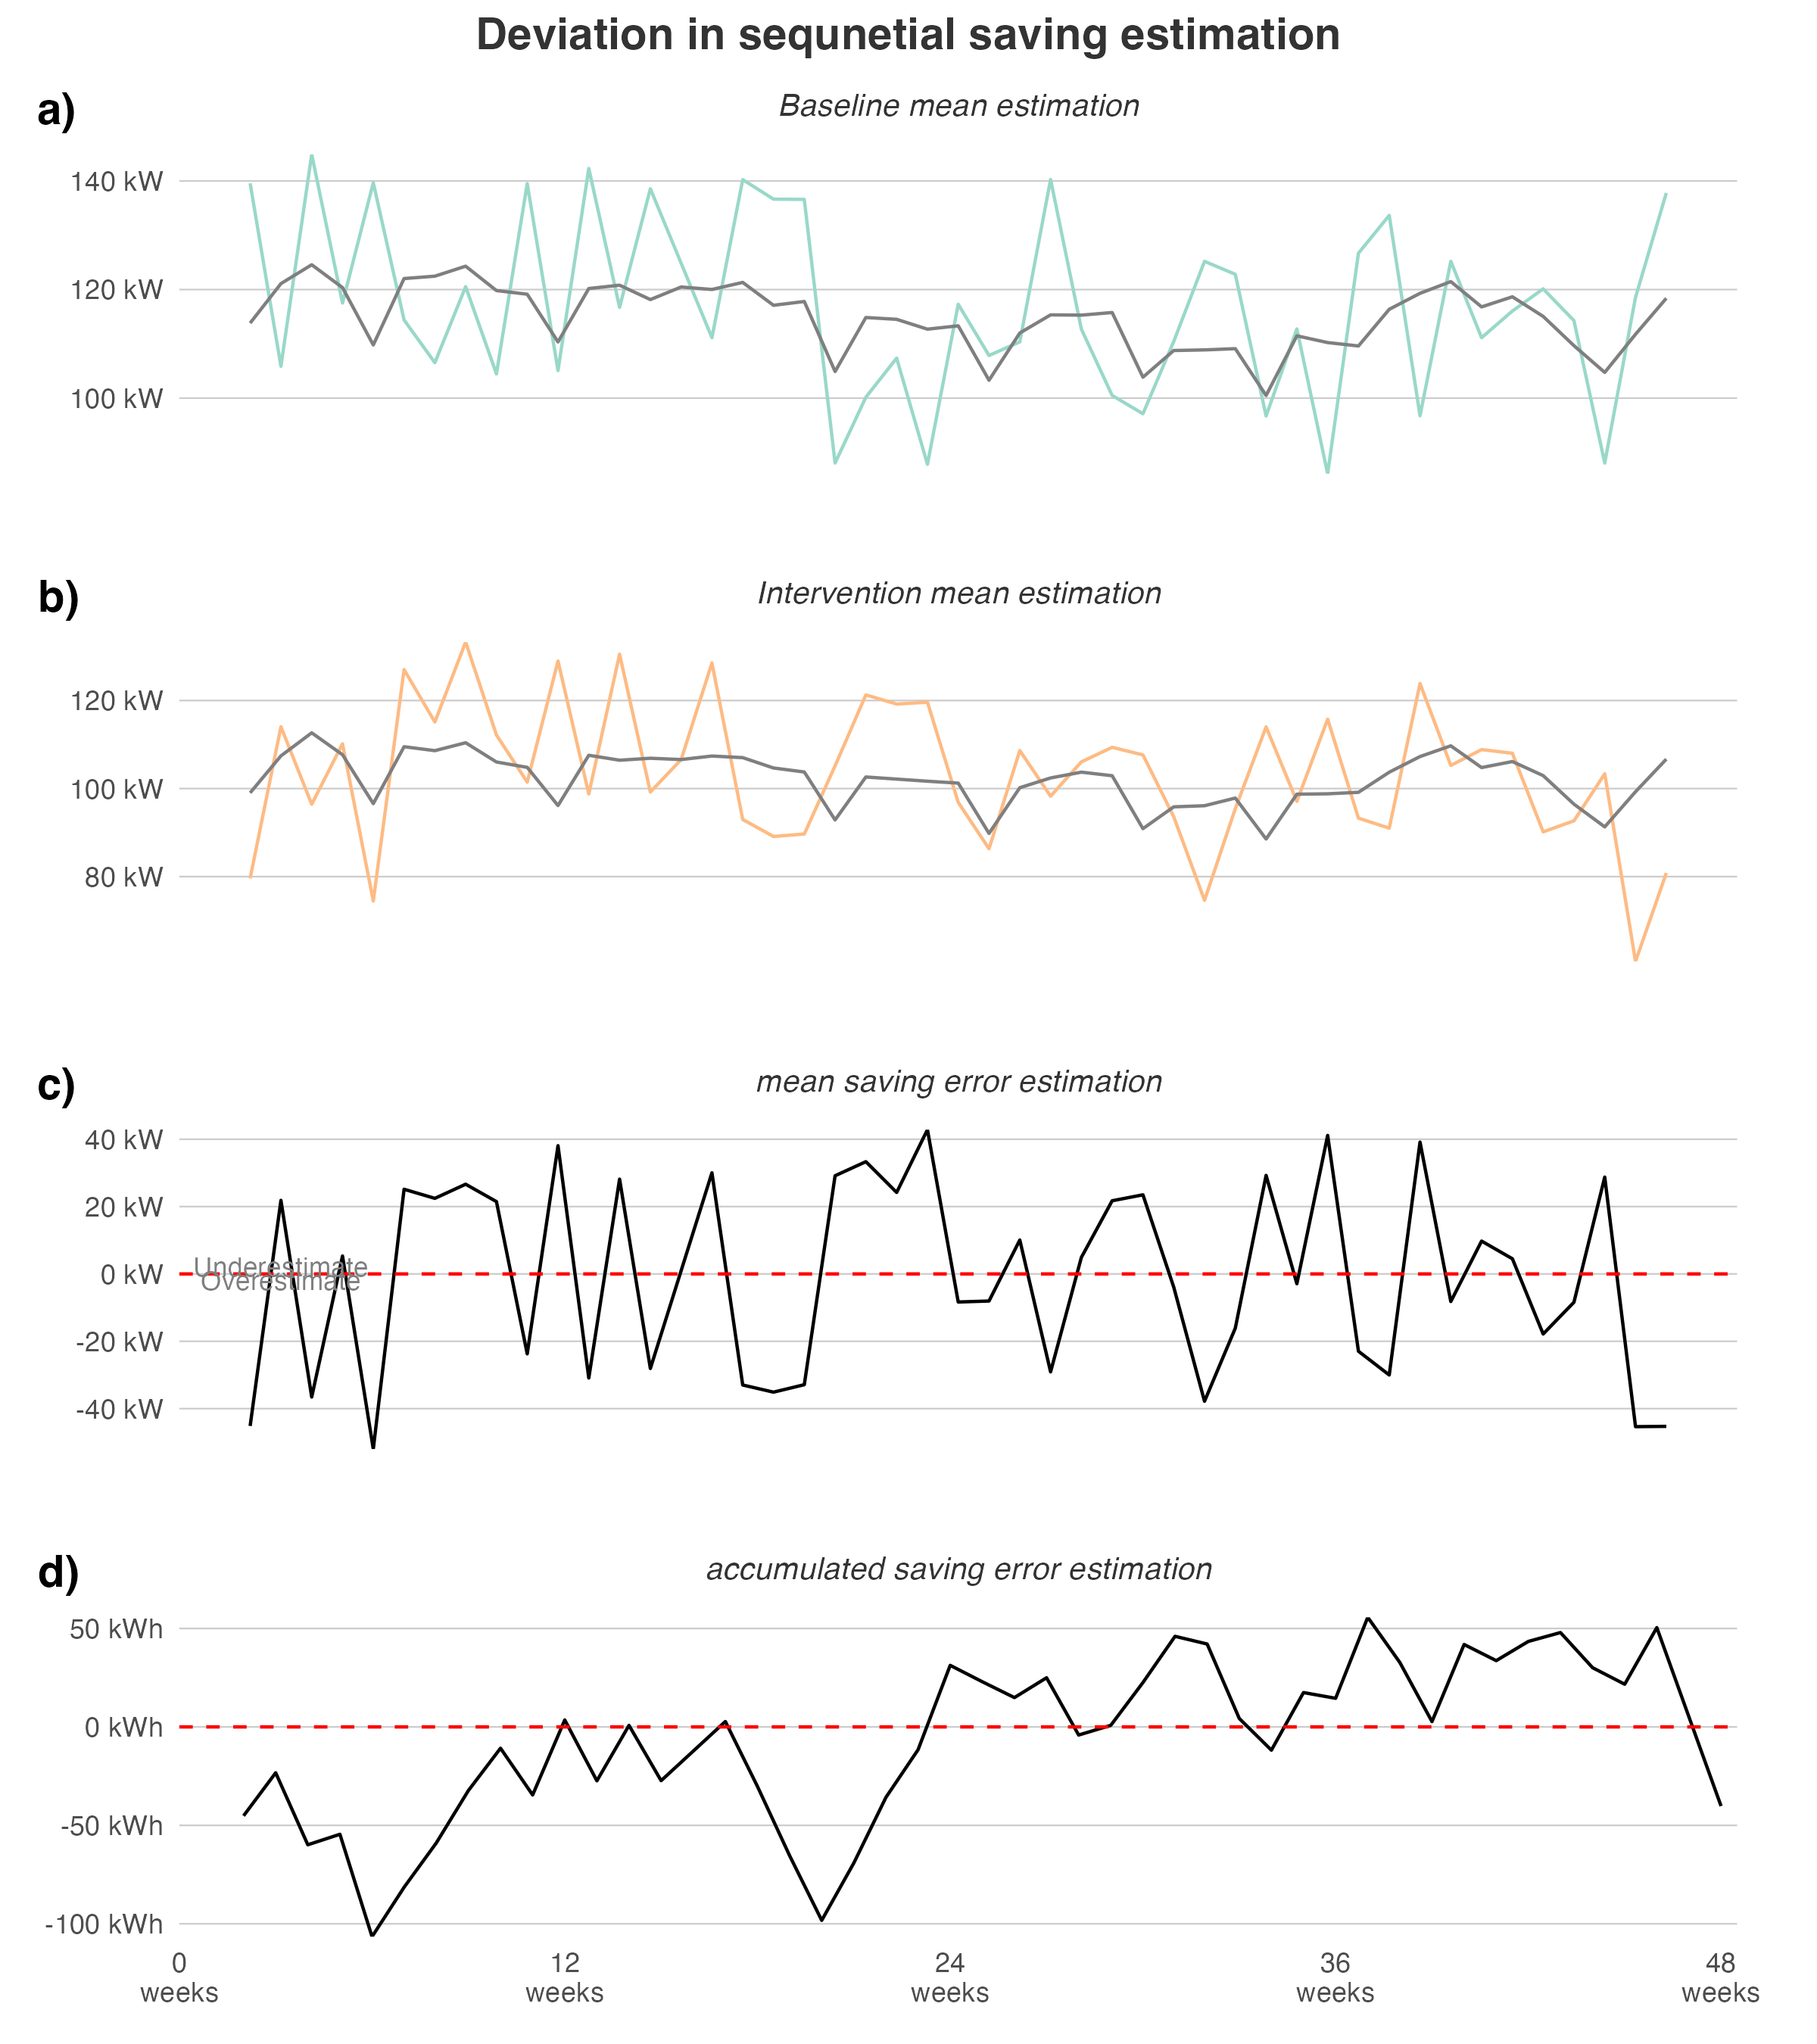 Deviation in sequnetial saving estimation
a)
Baseline mean estimation
140 kW
120 kW
100 kW
b)
Intervention mean estimation
120 kW
100 kW
80 kW
c)
mean saving error estimation
40 kW
20 kW
Underestimate
0 kW
Overestimate
-20 kW
-40 kW
d)
accumulated saving error estimation
50 kWh
0 kWh
-50 kWh
-100 kWh
0 12 24 36 48
weeks weeks weeks weeks weeks